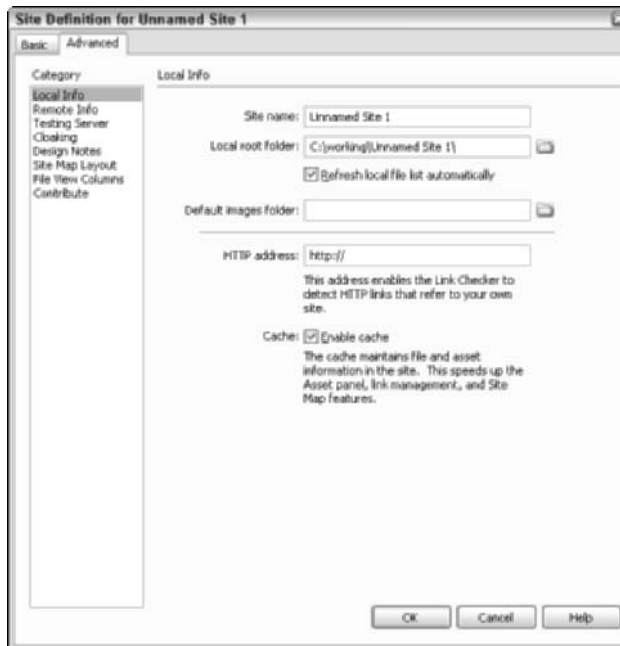 Site Definition for Unnamed Site 1
Basic
Advanced
Category
Local Info
Remote Info
Testing Server
Cloaking
Design Notes
Site Map Layout
File View Columns
Contribute
Local Info
Site name: Unnamed Site 1
Local root folder: C:\working\Unnamed Site 1\
Refresh local file list automatically
Default images folder:
HTTP address: http://
This address enables the Link Checker to
detect HTTP links that refer to your own
site.
Cache: Enable cache
The cache maintains file and asset
information in the site. This speeds up the
Asset panel, link management, and Site
Map features.
OK Cancel Help